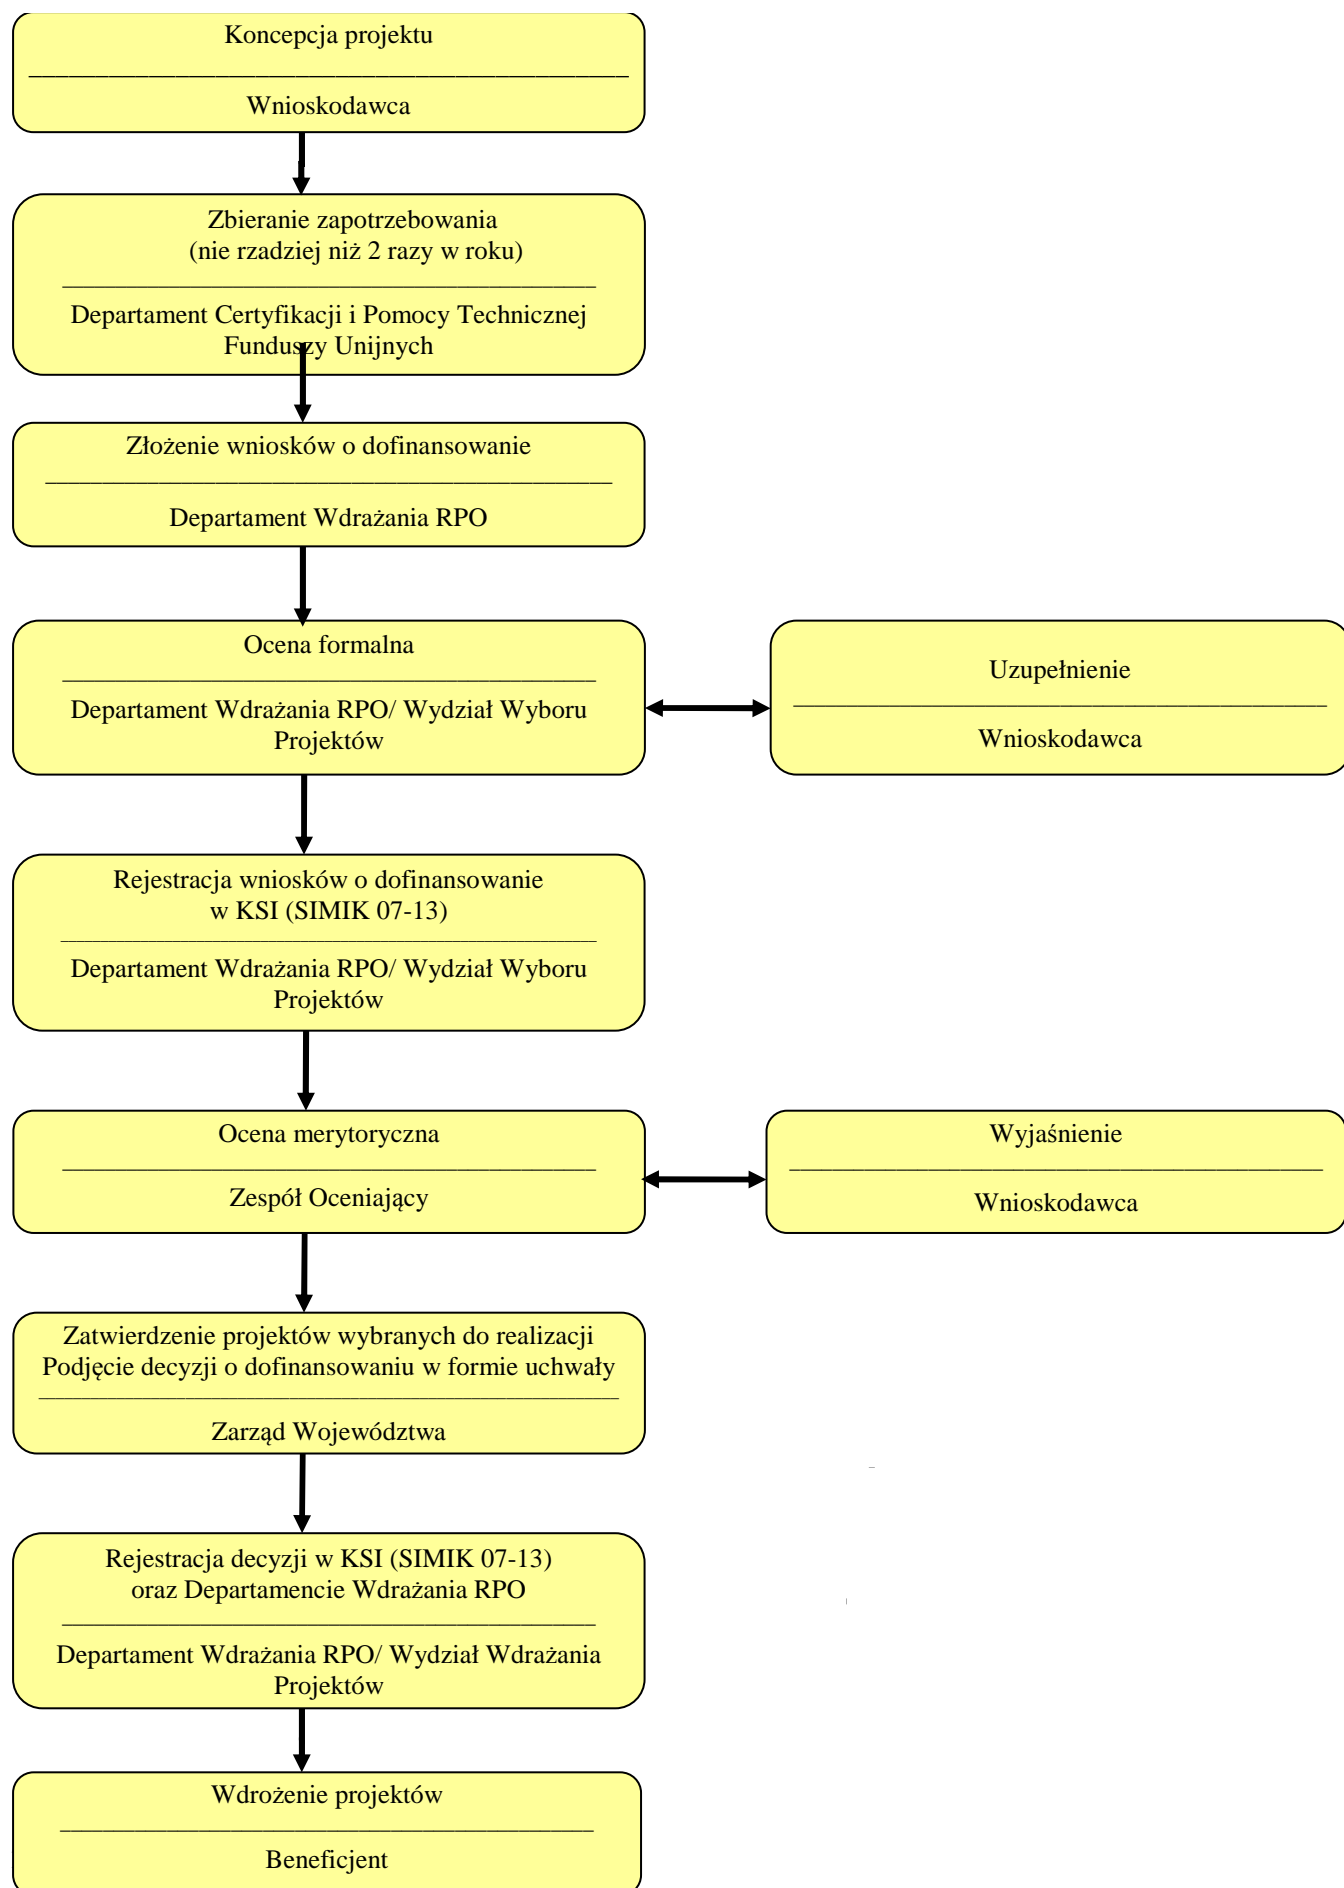 Koncepcja projektu
Wnioskodawca
Zbieranie zapotrzebowania
(nie rzadziej niż 2 razy w roku)
Departament Certyfikacji i Pomocy Technicznej
Funduszy Unijnych
Złożenie wniosków o dofinansowanie
Departament Wdrażania RPO
Ocena formalna
Departament Wdrażania RPO/ Wydział Wyboru
Projektów
Uzupełnienie
Wnioskodawca
Rejestracja wniosków o dofinansowanie
w KSI (SIMIK 07-13)
Departament Wdrażania RPO/ Wydział Wyboru
Projektów
Ocena merytoryczna
Zespół Oceniający
Wyjaśnienie
Wnioskodawca
Zatwierdzenie projektów wybranych do realizacji
Podjęcie decyzji o dofinansowaniu w formie uchwały
Zarząd Województwa
Rejestracja decyzji w KSI (SIMIK 07-13)
oraz Departamencie Wdrażania RPO
Departament Wdrażania RPO/ Wydział Wdrażania
Projektów
Wdrożenie projektów
Beneficjent